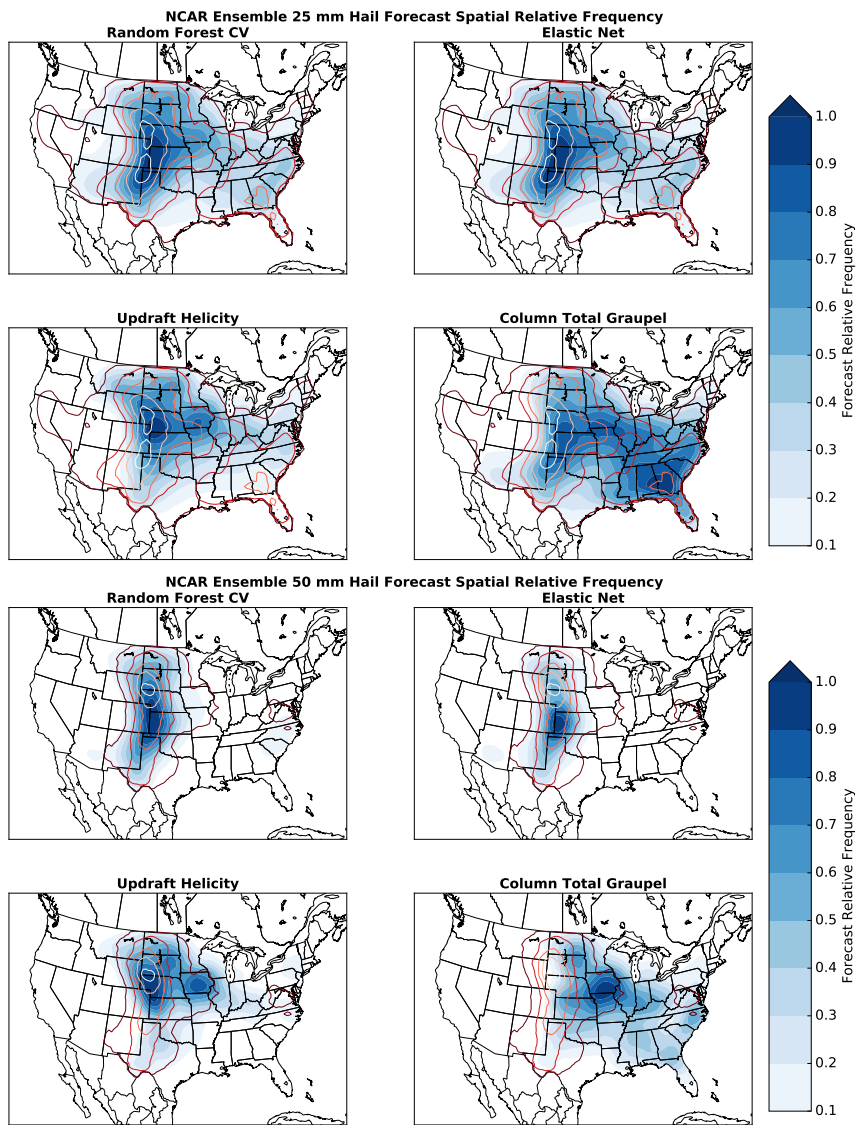 NCAR Ensemble 25 mm Hail Forecast Spatial Relative Frequency
Random Forest CV
Elastic Net
Updraft Helicity
Column Total Graupel
1.0
0.9
0.8
0.7
0.6
0.5
0.4
0.3
0.2
0.1
Forecast Relative Frequency
NCAR Ensemble 50 mm Hail Forecast Spatial Relative Frequency
Random Forest CV
Elastic Net
Updraft Helicity
Column Total Graupel
1.0
0.9
0.8
0.7
0.6
0.5
0.4
0.3
0.2
0.1
Forecast Relative Frequency